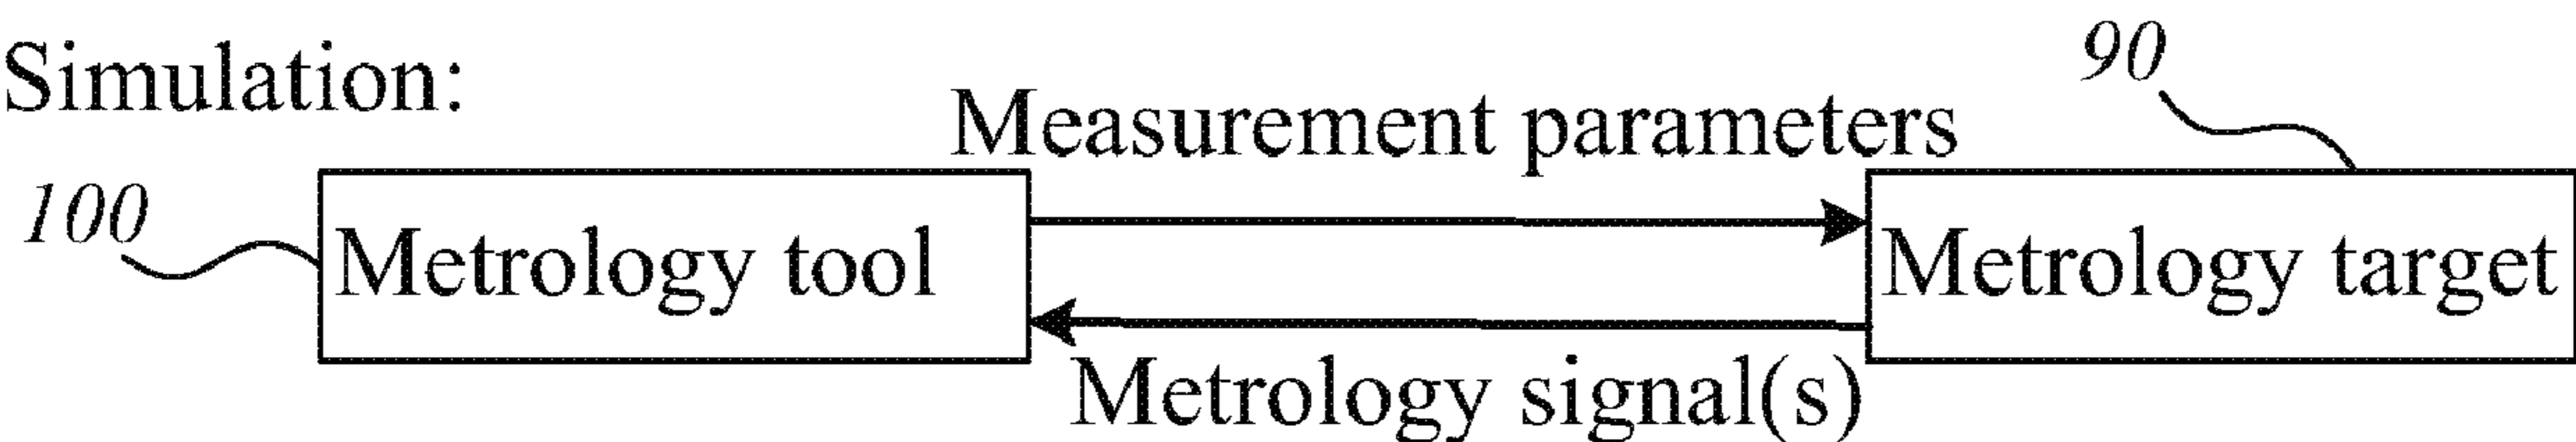 Simulation:
90
Measurement parameters
100
Metrology tool
Metrology target
Metrology signal(s)